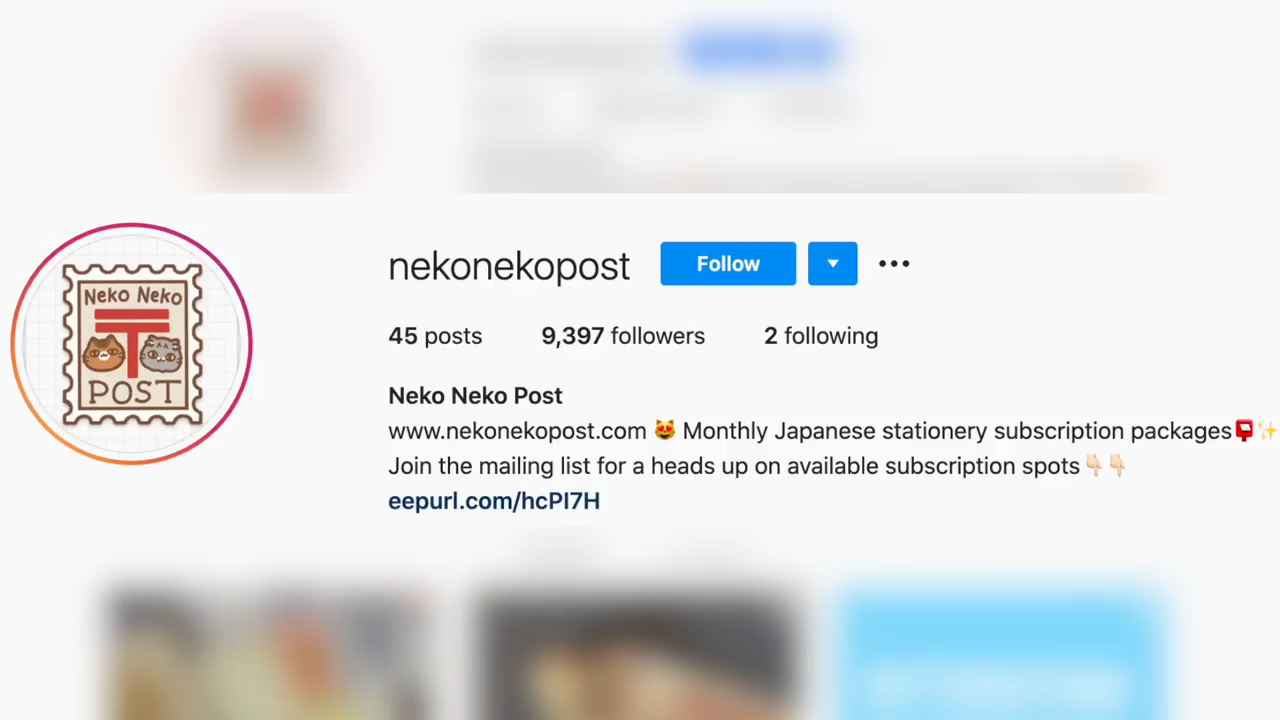 Neko Neko
〒
POST
nekonekopost Follow ▼ •••
45 posts 9,397 followers 2 following
Neko Neko Post
www.nekonekopost.com 😻 Monthly Japanese stationery subscription packages📮✨
Join the mailing list for a heads up on available subscription spots👇🏻👇🏻
eepurl.com/hcPI7H